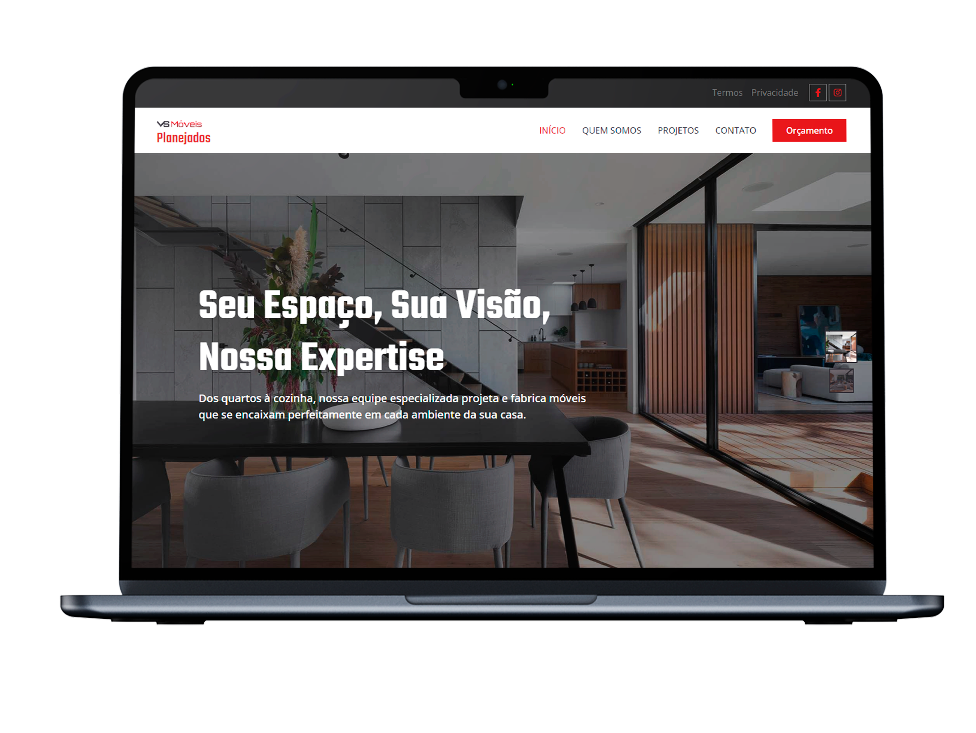 Termos Privacidade
VS Móveis
Planejados
INÍCIO QUEM SOMOS PROJETOS CONTATO Orçamento
Seu Espaço, Sua Visão,
Nossa Expertise
Dos quartos à cozinha, nossa equipe especializada projeta e fabrica móveis
que se encaixam perfeitamente em cada ambiente da sua casa.